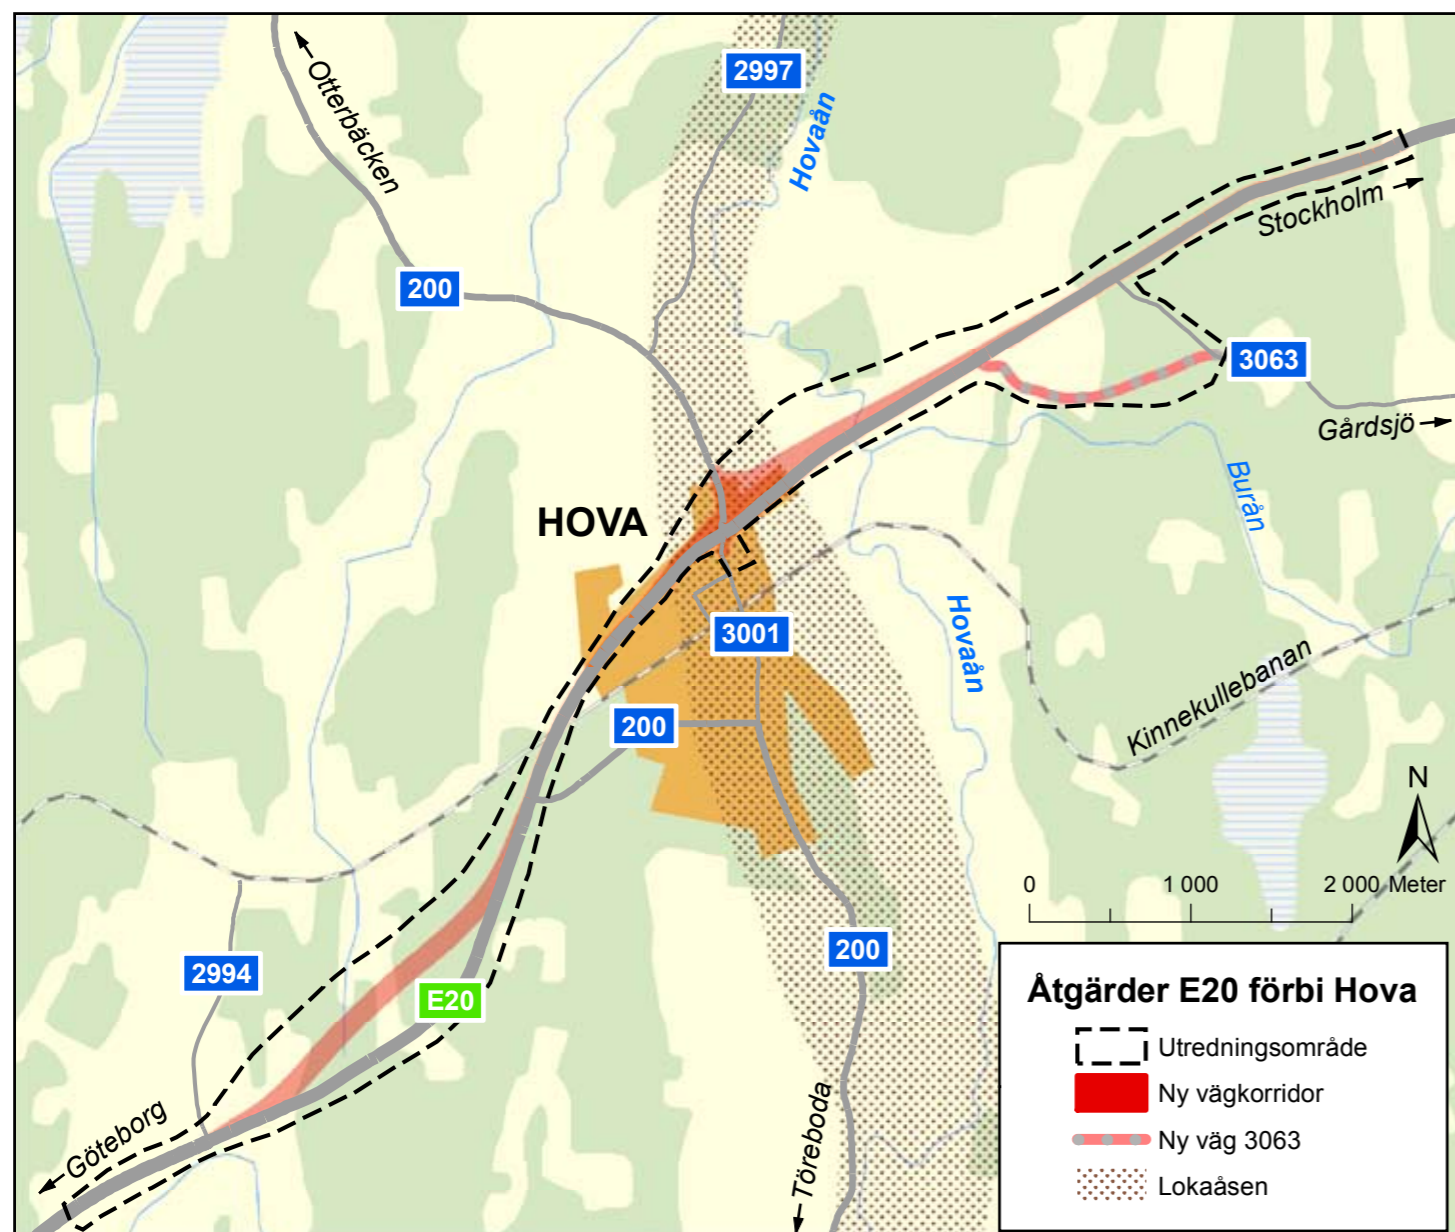 2997
Otterbäcken
Hovaån
200
Stockholm
3063
Gårdsjö
Burån
HOVA
3001
Hovaån
Kinnekullebanan
200
N
0 1 000 2 000 Meter
200
2994
E20
Göteborg
Töreboda
Åtgärder E20 förbi Hova
Utredningsområde
Ny vägkorridor
Ny väg 3063
Lokaåsen